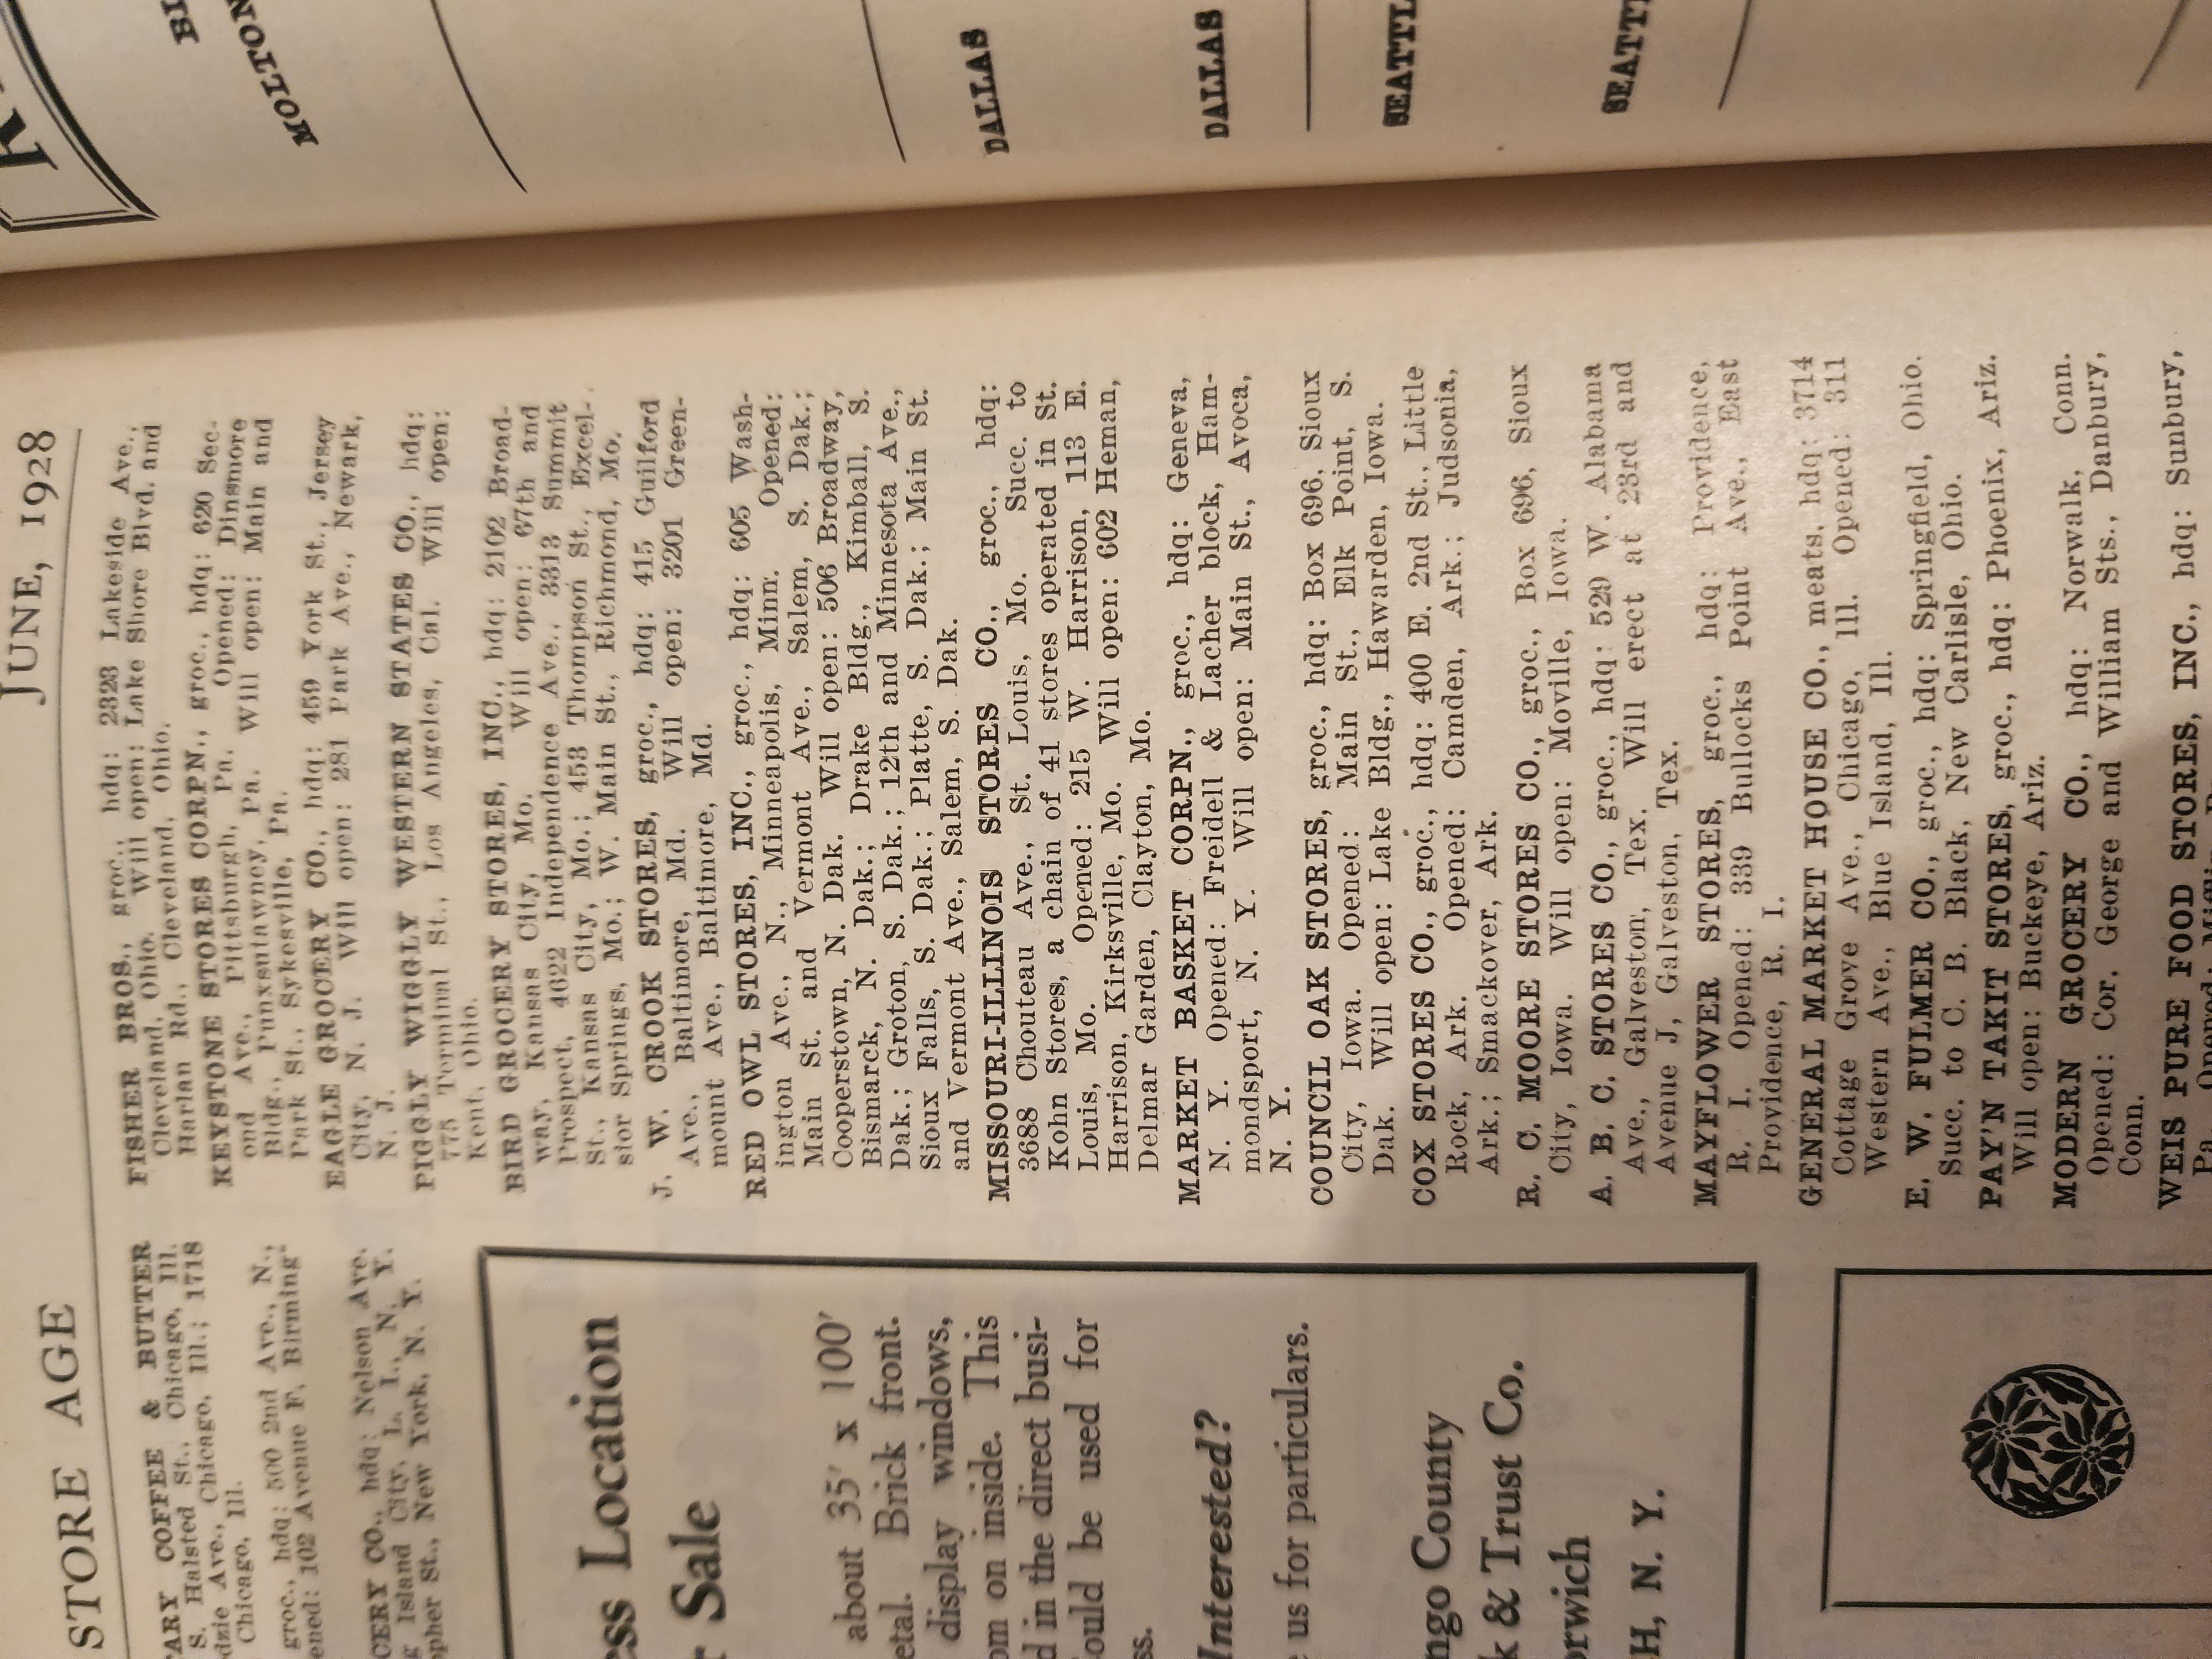 STORE AGE
JUNE, 1928
COFFEE & BUTTER
S. Halsted St., Chicago, Ill.
Ave., Chicago, Ill.; 1718
Chicago, Ill.
groc., hdq: 500 2nd Ave., N.,
102 Avenue F, Birming-
CO., hdq: Nelson Ave.
Island City, L. I., N. Y.
St., New York, N. Y.
Location
Sale
about 35' x 100'
Brick front.
display windows,
on inside. This
in the direct busi-
be used for
Interested?
us for particulars.
County
& Trust Co.
H, N. Y.
FISHER BROS., groc., hdq: 2323 Lakeside Ave.,
Cleveland, Ohio. Will open: Lake Shore Blvd. and
Harlan Rd., Cleveland, Ohio.
KEYSTONE STORES CORPN., groc., hdq: 620 Sec-
ond Ave., Pittsburgh, Pa. Opened: Dinsmore
Bldg., Punxsutawney, Pa. Will open: Main and
Park St., Sykesville, Pa.
EAGLE GROCERY CO., hdq: 459 York St., Jersey
City, N. J. Will open: 281 Park Ave., Newark,
N. J.
PIGGLY WIGGLY WESTERN STATES CO., hdq:
775 Terminal St., Los Angeles, Cal. Will open:
Kent, Ohio.
BIRD GROCERY STORES, INC., hdq: 2102 Broad-
way, Kansas City, Mo. Will open: 67th and
Prospect, 4622 Independence Ave., 3313 Summit
St., Kansas City, Mo.; 453 Thompson St., Excel-
sior Springs, Mo.; W. Main St., Richmond, Mo.
J. W. CROOK STORES, groc., hdq: 415 Guilford
Ave., Baltimore, Md. Will open: 3201 Green-
mount Ave., Baltimore, Md.
RED OWL STORES, INC., groc., hdq: 605 Wash-
ington Ave., N., Minneapolis, Minn. Opened:
Main St. and Vermont Ave., Salem, S. Dak.;
Cooperstown, N. Dak. Will open: 506 Broadway,
Bismarck, N. Dak.; Drake Bldg., Kimball, S.
Dak.; Groton, S. Dak.; 12th and Minnesota Ave.,
Sioux Falls, S. Dak.; Platte, S. Dak.; Main St.
and Vermont Ave., Salem, S. Dak.
MISSOURI-ILLINOIS STORES CO., groc., hdq:
3688 Chouteau Ave., St. Louis, Mo. Succ. to
Kohn Stores, a chain of 41 stores operated in St.
Louis, Mo. Opened: 215 W. Harrison, 113 E.
Harrison, Kirksville, Mo. Will open: 602 Heman,
Delmar Garden, Clayton, Mo.
MARKET BASKET CORPN., groc., hdq: Geneva,
N. Y. Opened: Freidell & Lacher block, Ham-
mondsport, N. Y. Will open: Main St., Avoca,
N. Y.
COUNCIL OAK STORES, groc., hdq: Box 696, Sioux
City, Iowa. Opened: Main St., Elk Point, S.
Dak. Will open: Lake Bldg., Hawarden, Iowa.
COX STORES CO., groc., hdq: 400 E. 2nd St., Little
Rock, Ark. Opened: Camden, Ark.; Judsonia,
Ark.; Smackover, Ark.
R. C. MOORE STORES CO., groc., Box 696, Sioux
City, Iowa. Will open: Moville, Iowa.
A. B. C. STORES CO., groc., hdq: 529 W. Alabama
Ave., Galveston, Tex. Will erect at 23rd and
Avenue J, Galveston, Tex.
MAYFLOWER STORES, groc., hdq: Providence,
R. I. Opened: 339 Bullocks Point Ave., East
Providence, R. I.
GENERAL MARKET HOUSE CO., meats, hdq: 3714
Cottage Grove Ave., Chicago, Ill. Opened: 311
Western Ave., Blue Island, Ill.
E. W. FULMER CO., groc., hdq: Springfield, Ohio.
Succ. to C. B. Black, New Carlisle, Ohio.
PAY'N TAKIT STORES, groc., hdq: Phoenix, Ariz.
Will open: Buckeye, Ariz.
MODERN GROCERY CO., hdq: Norwalk, Conn.
Opened: Cor. George and William Sts., Danbury,
Conn.
WEIS PURE FOOD STORES, INC., hdq: Sunbury,
Pa. Opened
MOLTON
DALLAS
DALLAS